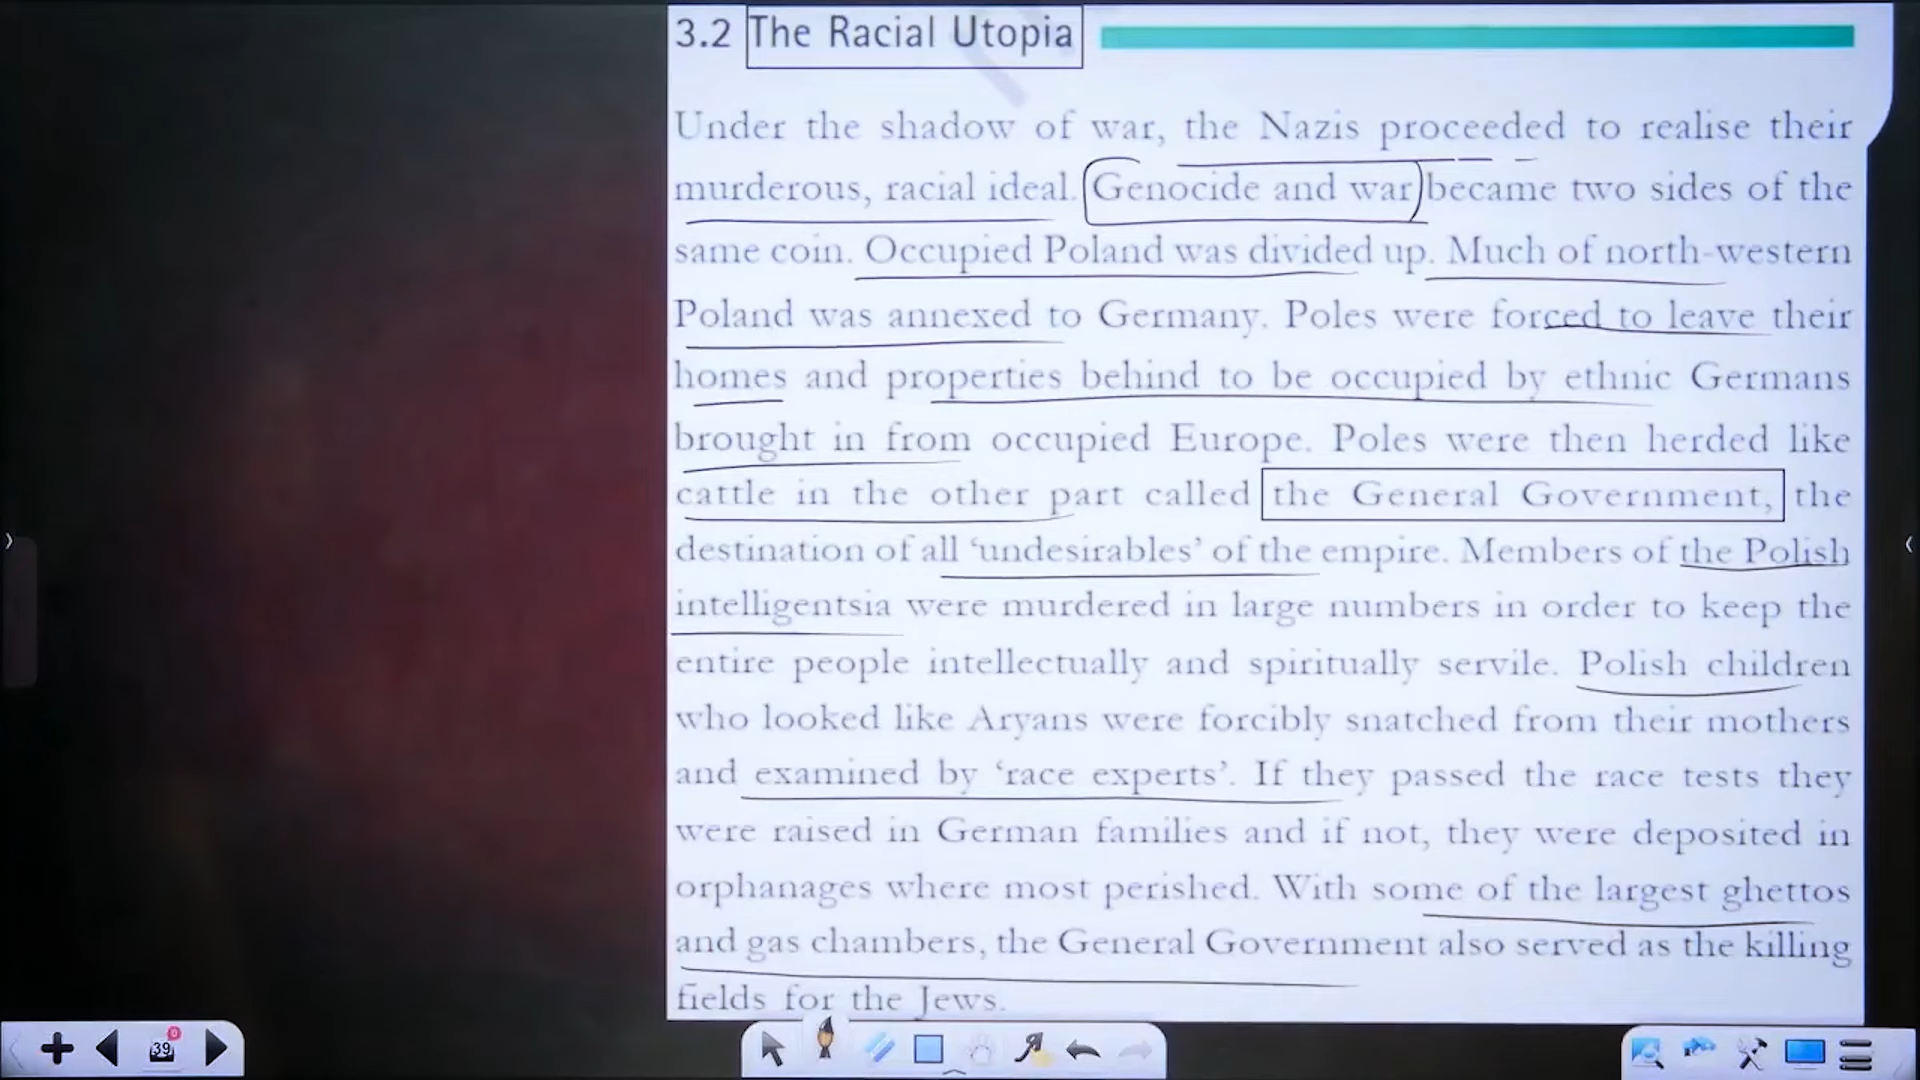 3.2 The Racial Utopia
Under the shadow of war, the Nazis proceeded to realise their
murderous, racial ideal. Genocide and war became two sides of the
same coin. Occupied Poland was divided up. Much of north-western
Poland was annexed to Germany. Poles were forced to leave their
homes and properties behind to be occupied by ethnic Germans
brought in from occupied Europe. Poles were then herded like
cattle in the other part called the General Government, the
destination of all ‘undesirables’ of the empire. Members of the Polish
intelligentsia were murdered in large numbers in order to keep the
entire people intellectually and spiritually servile. Polish children
who looked like Aryans were forcibly snatched from their mothers
and examined by ‘race experts’. If they passed the race tests they
were raised in German families and if not, they were deposited in
orphanages where most perished. With some of the largest ghettos
and gas chambers, the General Government also served as the killing
fields for the Jews.
39
0